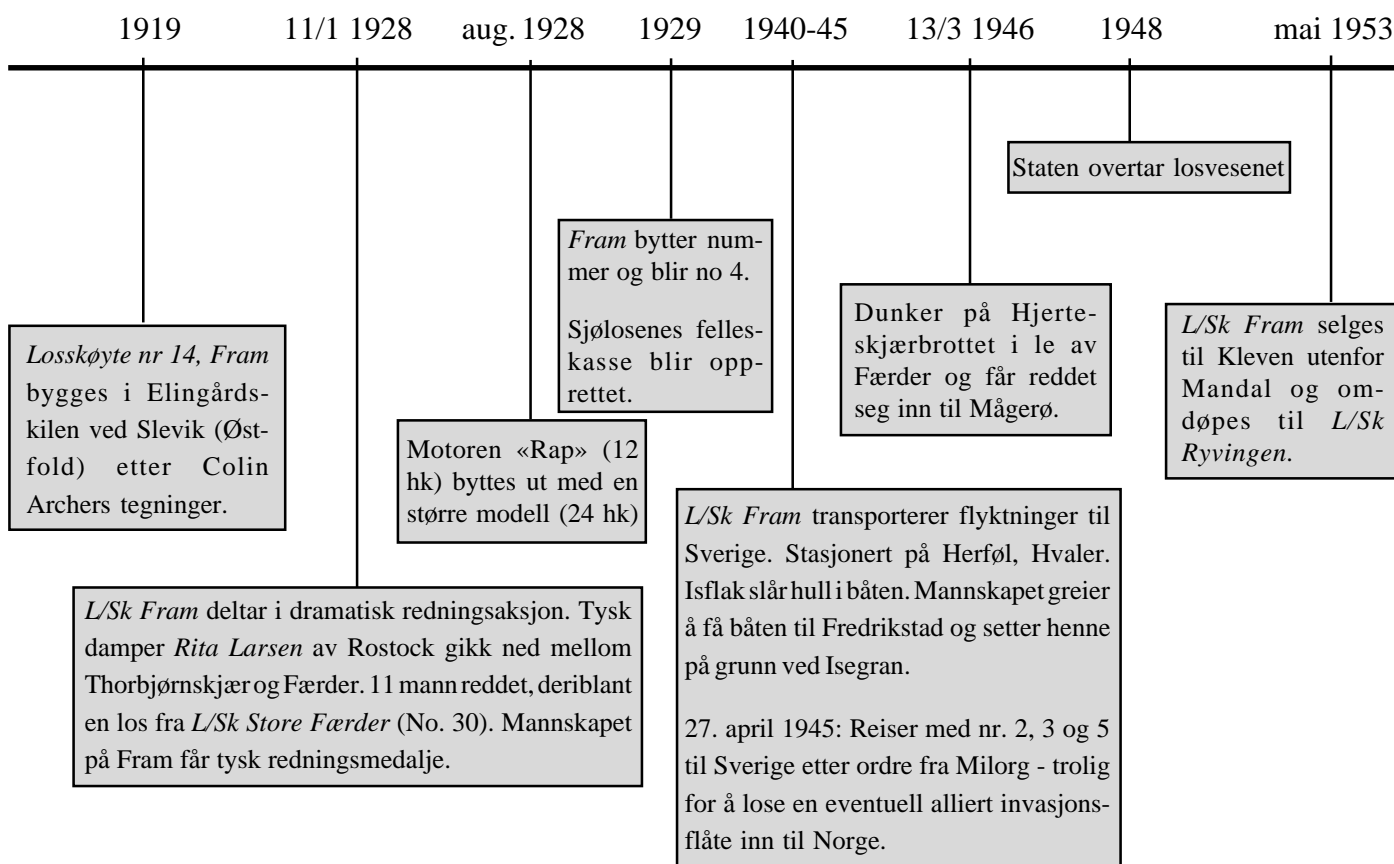 1919
11/1 1928
aug. 1928
1929
1940-45
13/3 1946
1948
mai 1953
Losskøyte nr 14, Fram
bygges i Elingårds-
kilen ved Slevik (Øst-
fold) etter Colin
Archers tegninger.
L/Sk Fram deltar i dramatisk redningsaksjon. Tysk
damper Rita Larsen av Rostock gikk ned mellom
Thorbjørnskjær og Færder. 11 mann reddet, deriblant
en los fra L/Sk Store Færder (No. 30). Mannskapet
på Fram får tysk redningsmedalje.
Motoren «Rap» (12
hk) byttes ut med en
større modell (24 hk)
Fram bytter num-
mer og blir no 4.
Sjølosenes felles-
kasse blir opp-
rettet.
L/Sk Fram transporterer flyktninger til
Sverige. Stasjonert på Herføl, Hvaler.
Isflak slår hull i båten. Mannskapet greier
å få båten til Fredrikstad og setter henne
på grunn ved Isegran.
27. april 1945: Reiser med nr. 2, 3 og 5
til Sverige etter ordre fra Milorg - trolig
for å lose en eventuell alliert invasjons-
flåte inn til Norge.
Dunker på Hjerte-
skjærbrottet i le av
Færder og får reddet
seg inn til Mågerø.
Staten overtar losvesenet
L/Sk Fram selges
til Kleven utenfor
Mandal og om-
døpes til L/Sk
Ryvingen.